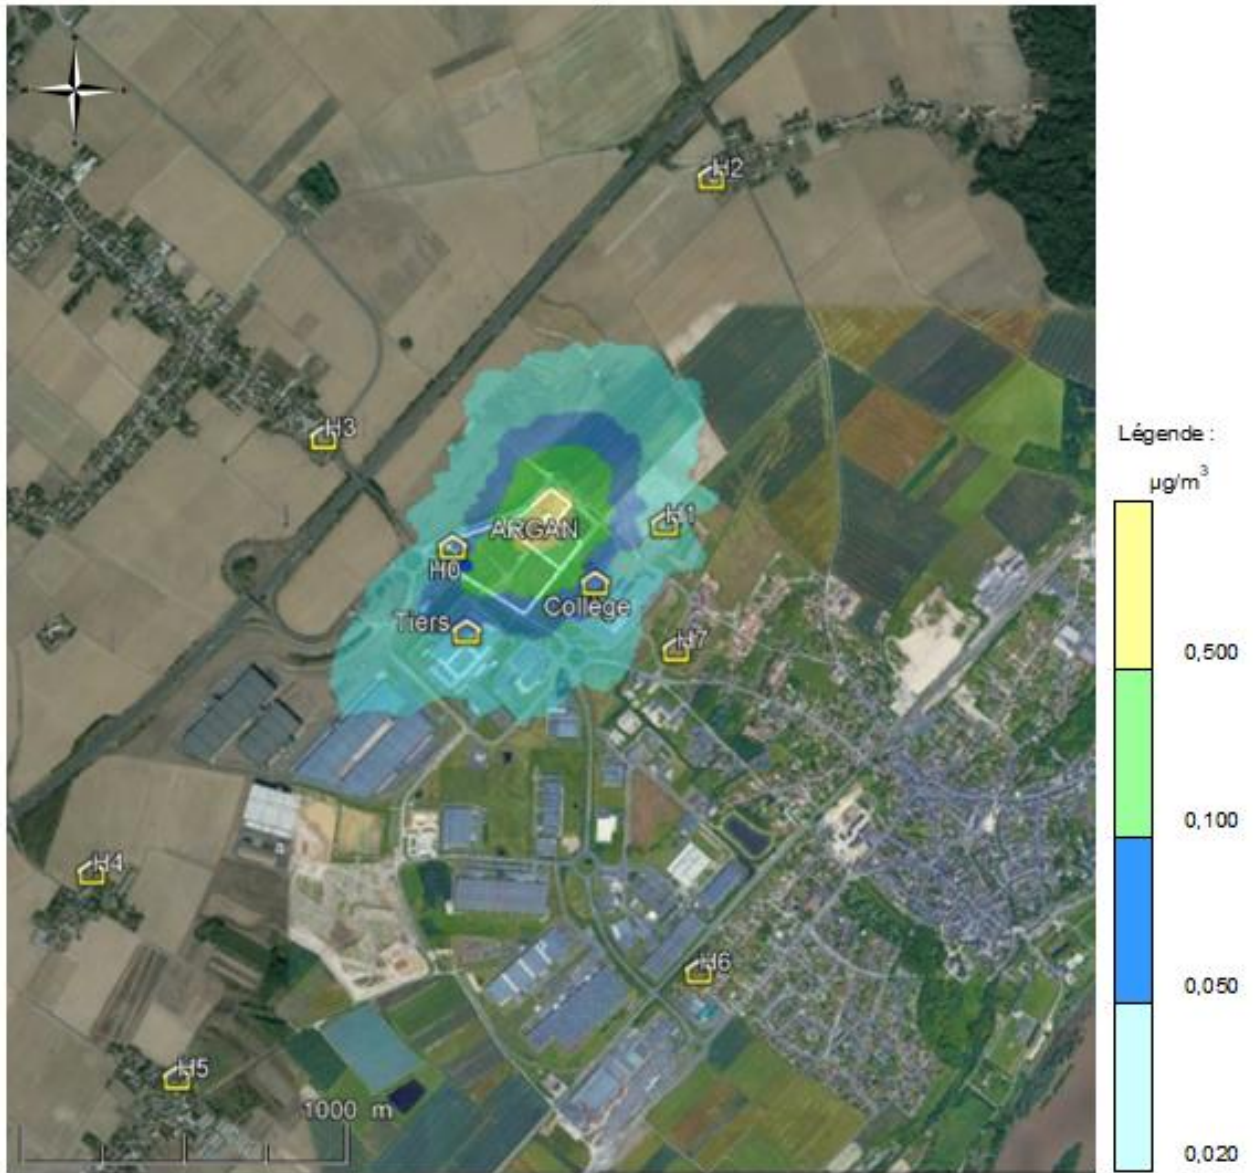 H2
H3
H1
ARGAN
H0
Collège
Tiers
H7
H4
H6
H5
1000 m
Légende :
µg/m³
0,500
0,100
0,050
0,020